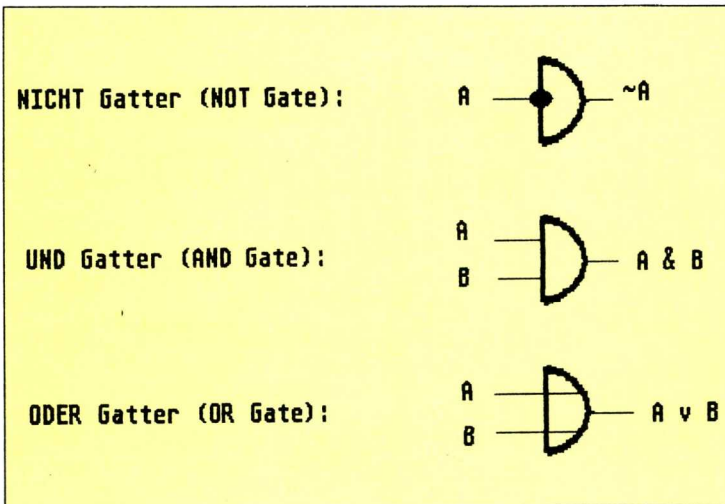 NICHT Gatter (NOT Gate): A ~A
A
UND Gatter (AND Gate): A & B
B
A
ODER Gatter (OR Gate): A v B
B